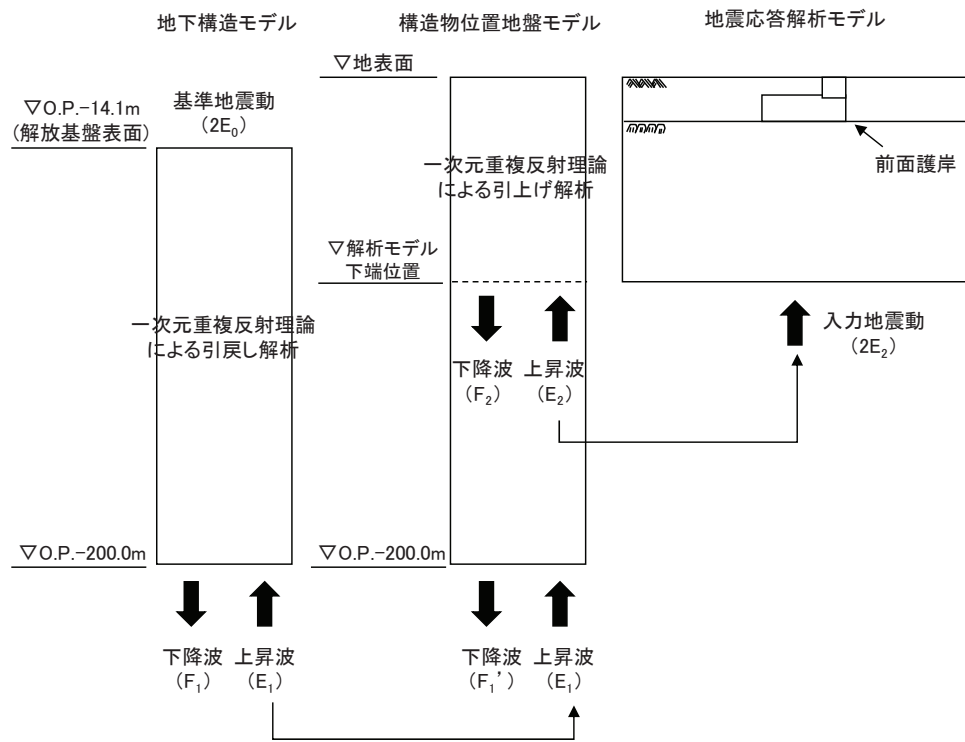 地下構造モデル
▽O.P.-14.1m
(解放基盤表面)
基準地震動
(2E₀)
一次元重複反射理論
による引戻し解析
▽O.P.-200.0m
下降波
(F₁)
上昇波
(E₁)
構造物位置地盤モデル
▽地表面
一次元重複反射理論
による引上げ解析
▽解析モデル
下端位置
下降波
(F₂)
上昇波
(E₂)
▽O.P.-200.0m
下降波
(F₁’)
上昇波
(E₁)
地震応答解析モデル
前面護岸
入力地震動
(2E₂)